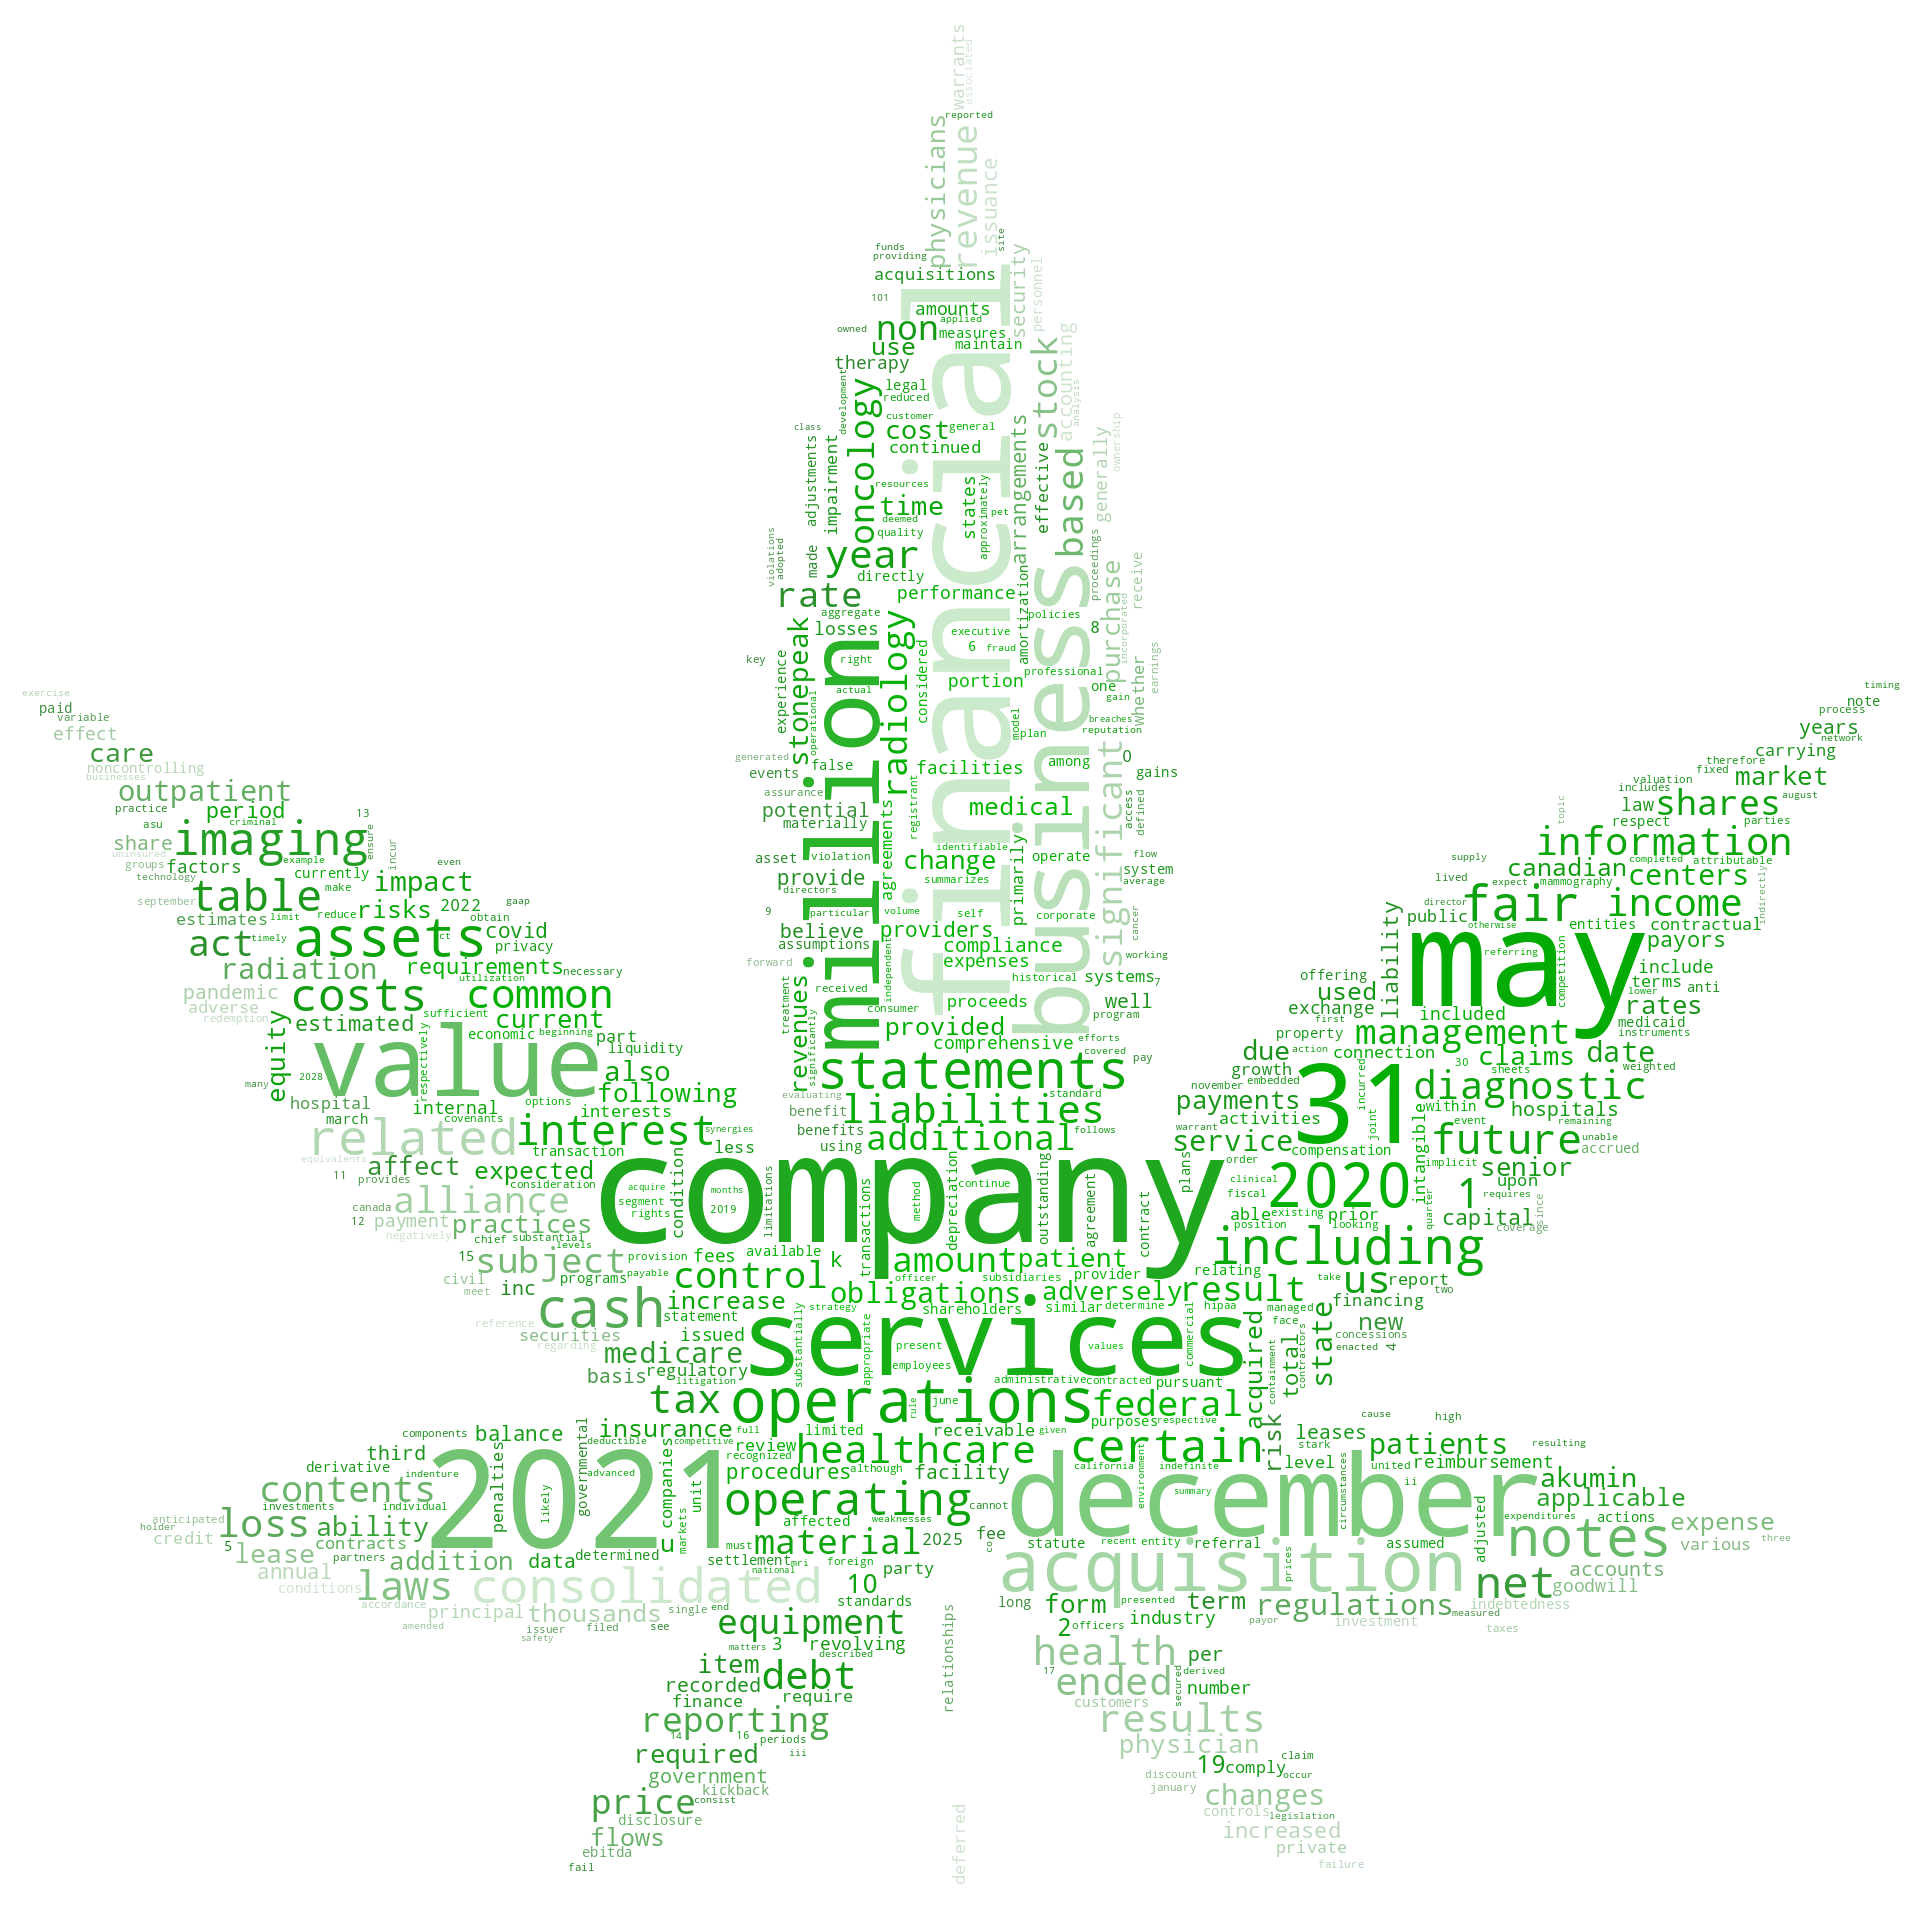 warrants
associated
reported
physicians
revenue
issuance
site
funds
providing
acquisitions
security
personnel
101
amounts
financial
owned
non
applied
measures
use
maintain
therapy
stock
accounting
legal
reduced
development
analysis
oncology
customer
class
cost
general
continued
ownership
adjustments
impairment
arrangements
effective
based
generally
resources
states
approximately
time
pet
deemed
quality
violations
adopted
made
year
directly
proceedings
receive
rate
performance
amortization
business
purchase
incorporated
aggregate
policies
stonepeak
losses
radiology
executive
8
million
6
fraud
key
experience
right
considered
professional
whether
earnings
portion
one
actual
gain
operational
model
breaches
plan
reputation
generated
events
false
facilities
among
0
gains
significant
assurance
registrant
access
defined
potential
agreements
medical
materially
primarily
identifiable
asset
violation
change
operate
flow
system
provide
summarizes
average
directors
9
particular
volume
self
corporate
cancer
believe
providers
assumptions
independent
compliance
forward
expenses
working
historical
systems
7
received
treatment
consumer
proceeds
well
program
revenues
significantly
provided
comprehensive
efforts
covered
pay
statements
evaluating
standard
benefit
liabilities
benefits
follows
using
additional
exercise
paid
variable
effect
care
noncontrolling
businesses
outpatient
practice
period
13
asu
criminal
imaging
ensure
share
uninsured
example
incur
groups
factors
currently
even
technology
make
impact
september
table
risks
2022
gaap
estimates
limit
reduce
obtain
act
timely
assets
covid
privacy
radiation
requirements
necessary
utilization
pandemic
adverse
costs
common
redemption
sufficient
equity
estimated
current
economic
beginning
part
value
respectively
liquidity
many
2028
also
following
hospital
options
march
internal
interests
covenants
related
interest
synergies
less
equivalents
transaction
11
affect
expected
provides
consideration
timing
note
process
years
network
carrying
therefore
fixed
market
valuation
includes
shares
august
topic
law
respect
parties
information
supply
canadian
completed
attributable
lived
expect
mammography
centers
director
fair
income
indirectly
public
otherwise
entities
contractual
liability
may
referring
payors
offering
competition
include
used
terms
anti
exchange
lower
rates
first
included
medicaid
property
management
instruments
due
action
connection
30
claims
date
growth
embedded
sheets
weighted
november
incurred
31
diagnostic
payments
activities
within
hospitals
warrant
joint
event
remaining
service
intangible
future
unable
compensation
accrued
order
implicit
senior
company
acquire
months
segment
2019
rights
limitations
condition
continue
method
depreciation
outstanding
agreement
contract
plans
clinical
fiscal
2020
upon
1
requires
able
existing
prior
quarter
capital
since
coverage
position
looking
alliance
canada
12
payment
practices
negatively
chief
substantial
levels
15
subject
provision
fees
available
k
transactions
amount
patient
relating
including
civil
meet
inc
programs
payable
control
officer
subsidiaries
provider
take
us
report
two
result
cash
increase
obligations
adversely
financing
statement
strategy
shareholders
similar
determine
hipaa
managed
face
new
reference
securities
issued
regarding
services
concessions
enacted
4
medicare
substantially
appropriate
present
values
commercial
acquired
total
state
contractors
containment
basis
regulatory
employees
litigation
administrative
contracted
pursuant
tax
operations
rule
june
federal
cause
high
components
balance
insurance
full
limited
receivable
given
purposes
respective
risk
leases
stark
patients
resulting
third
deductible
competitive
review
recognized
healthcare
certain
derivative
indenture
governmental
advanced
companies
procedures
although
facility
california
indefinite
level
united
reimbursement
ii
akumin
contents
penalties
likely
2021
unit
operating
cannot
environment
december
summary
circumstances
applicable
expenditures
actions
expense
investments
individual
anticipated
holder
loss
ability
markets
affected
weaknesses
credit
5
contracts
u
must
material
2025
fee
co
statute
recent
entity
referral
assumed
adjusted
notes
various
three
lease
partners
addition
data
determined
settlement
mri
foreign
national
party
acquisition
prices
annual
conditions
laws
consolidated
10
standards
long
form
presented
term
regulations
net
accounts
goodwill
indebtedness
accordance
principal
thousands
single
end
equipment
2
officers
industry
payor
investment
measured
taxes
amended
issuer
filed
see
safety
matters
3
revolving
described
relationships
health
per
item
debt
17
derived
recorded
require
ended
secured
number
finance
customers
reporting
results
14
16
periods
iii
physician
required
19
comply
claim
government
discount
occur
kickback
january
price
consist
changes
disclosure
controls
legislation
flows
deferred
increased
ebitda
private
fail
failure